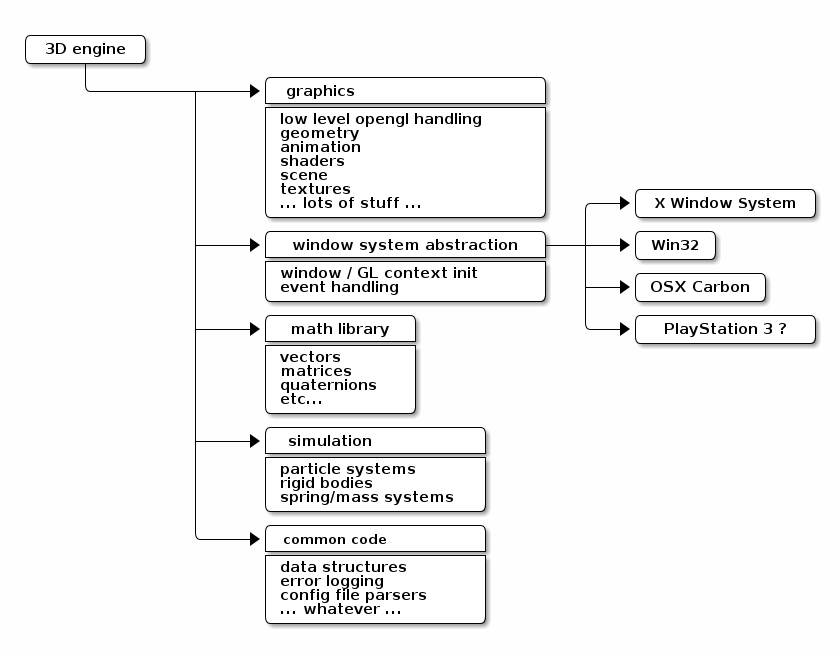 3D engine
graphics
low level opengl handling
geometry
animation
shaders
scene
textures
... lots of stuff ...
window system abstraction
window / GL context init
event handling
X Window System
Win32
OSX Carbon
PlayStation 3 ?
math library
vectors
matrices
quaternions
etc...
simulation
particle systems
rigid bodies
spring/mass systems
common code
data structures
error logging
config file parsers
... whatever ...